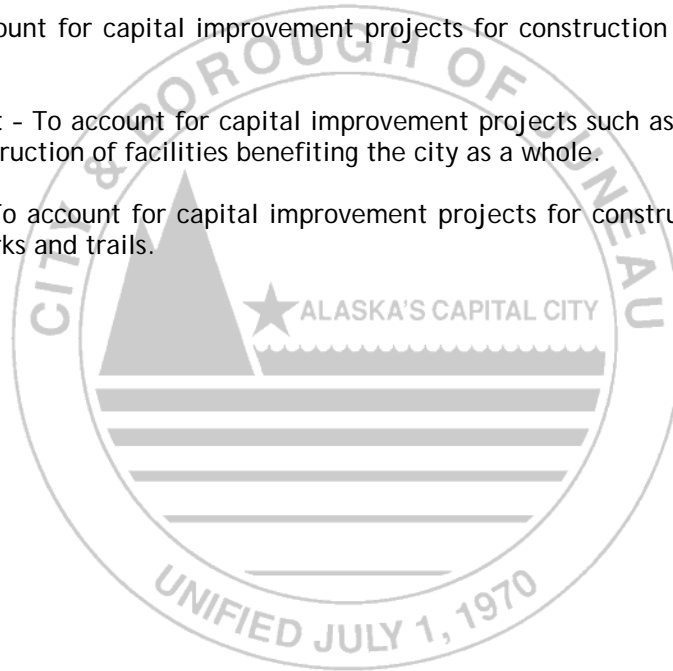 ount for capital improvement projects for construction
t – To account for capital improvement projects such as
ruction of facilities benefiting the city as a whole.
To account for capital improvement projects for constru
rks and trails.
CITY & BOROUGH OF JUNEAU
ALASKA'S CAPITAL CITY
UNIFIED JULY 1, 1970